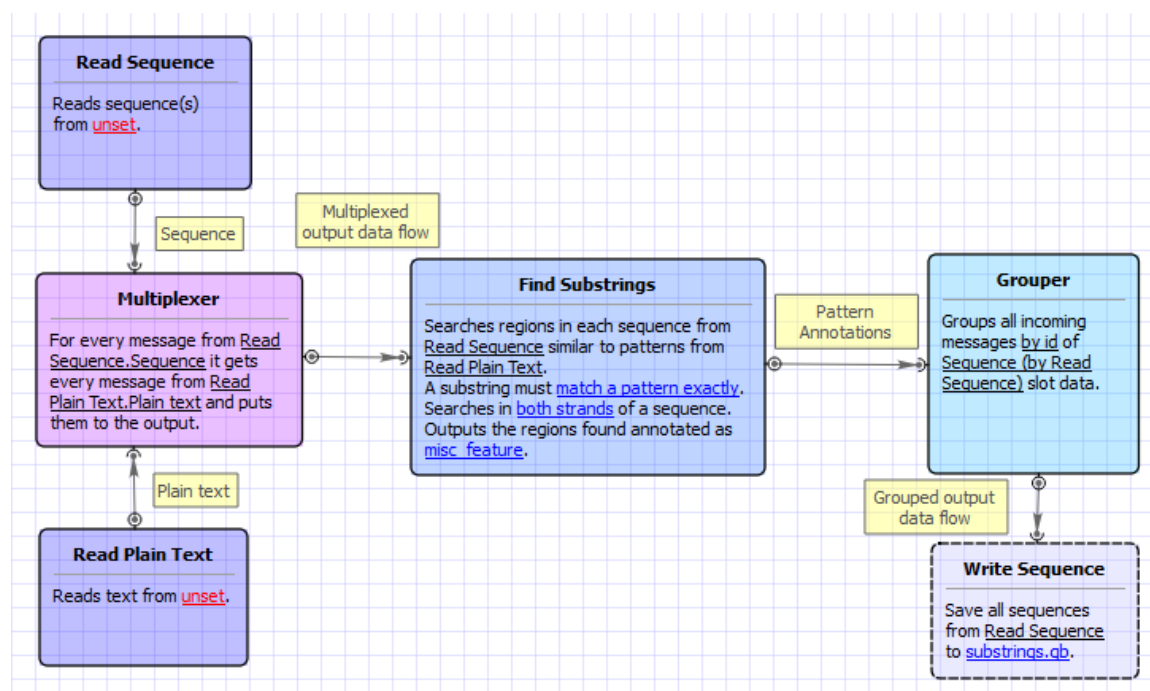 Read Sequence
Reads sequence(s)
from unset.
Sequence
Multiplexed
output data flow
Multiplexer
For every message from Read
Sequence.Sequence it gets
every message from Read
Plain Text.Plain text and puts
them to the output.
Plain text
Read Plain Text
Reads text from unset.
Find Substrings
Searches regions in each sequence from
Read Sequence similar to patterns from
Read Plain Text.
A substring must match a pattern exactly.
Searches in both strands of a sequence.
Outputs the regions found annotated as
misc_feature.
Pattern
Annotations
Grouper
Groups all incoming
messages by id of
Sequence (by Read
Sequence) slot data.
Grouped output
data flow
Write Sequence
Save all sequences
from Read Sequence
to substrings.gb.